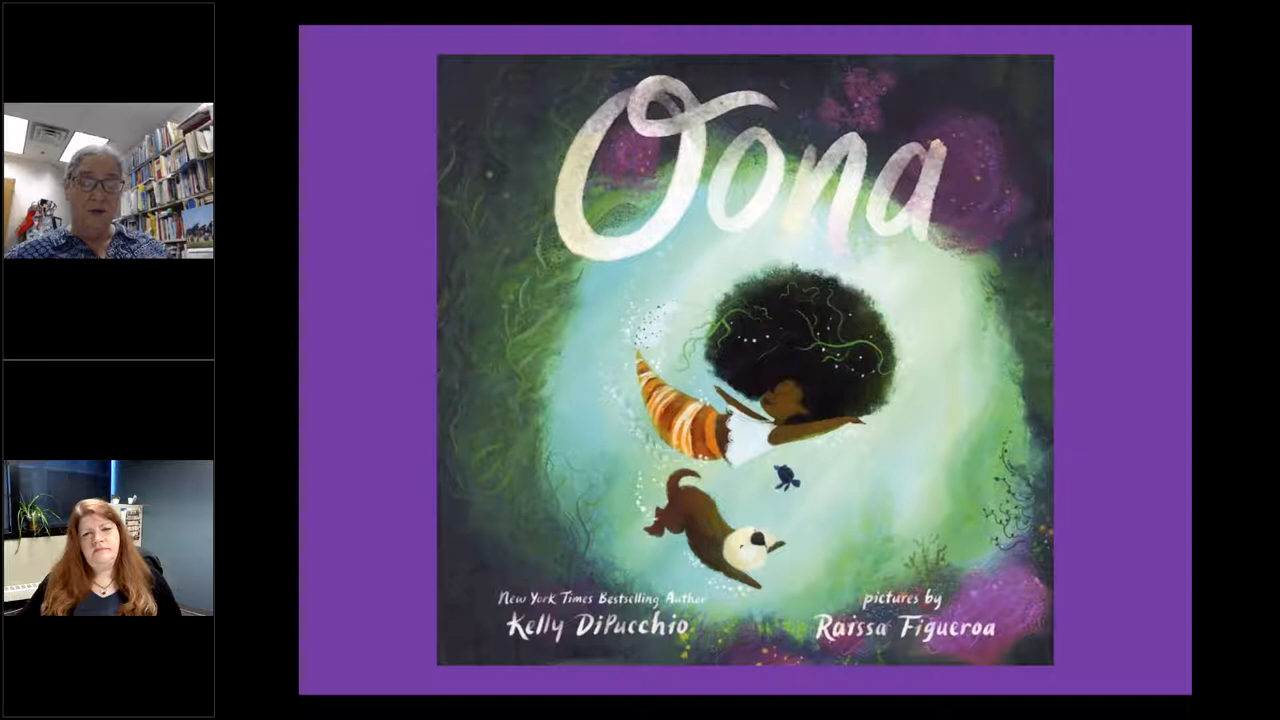 Oona
New York Times Bestselling Author
Kelly DiPucchio
pictures by
Raissa Figueroa